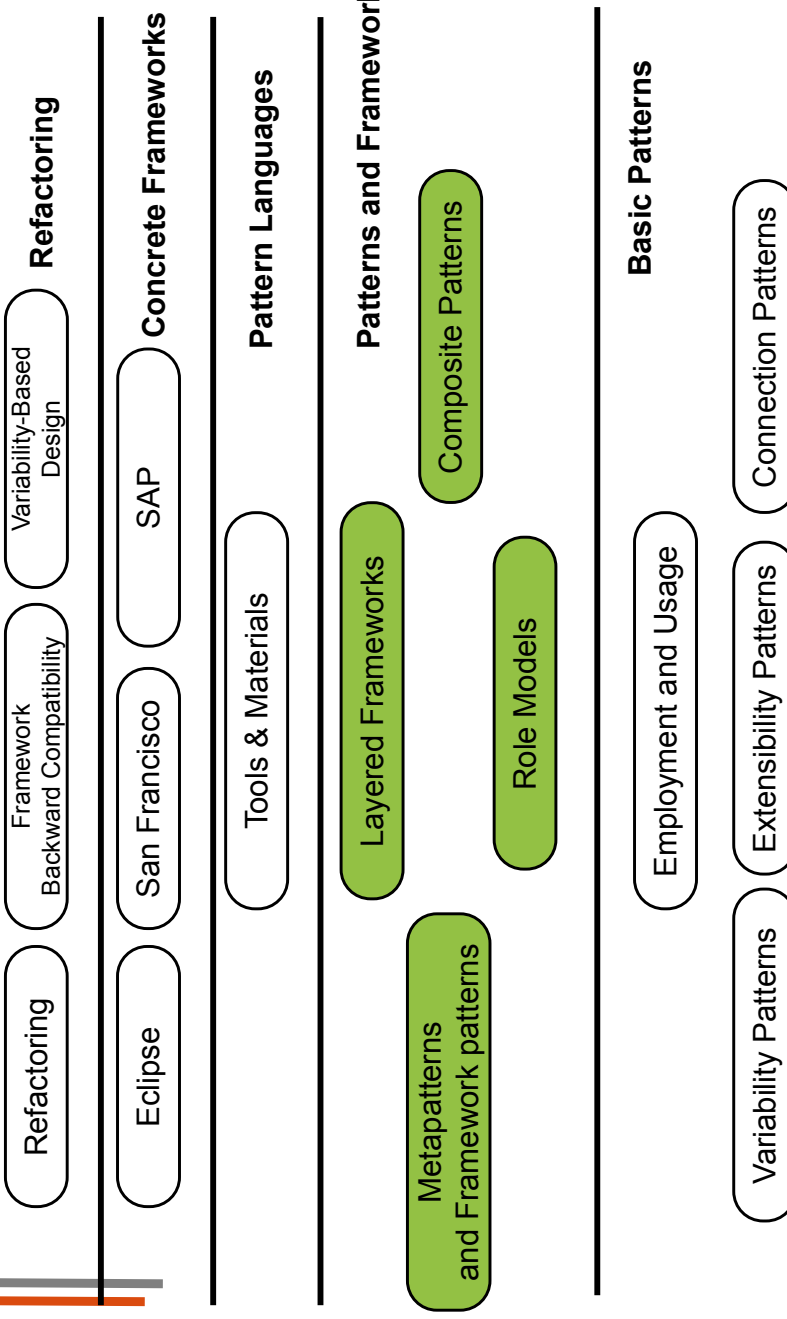 Refactoring
Framework
Backward Compatibility
Variability-Based
Design
Refactoring
Eclipse
San Francisco
SAP
Concrete Frameworks
Tools & Materials
Pattern Languages
Patterns and
Metapatterns
and Framework patterns
Layered Frameworks
Role Models
Composite Patterns
Basic Patterns
Employment and Usage
Variability Patterns
Extensibility Patterns
Connection Patterns